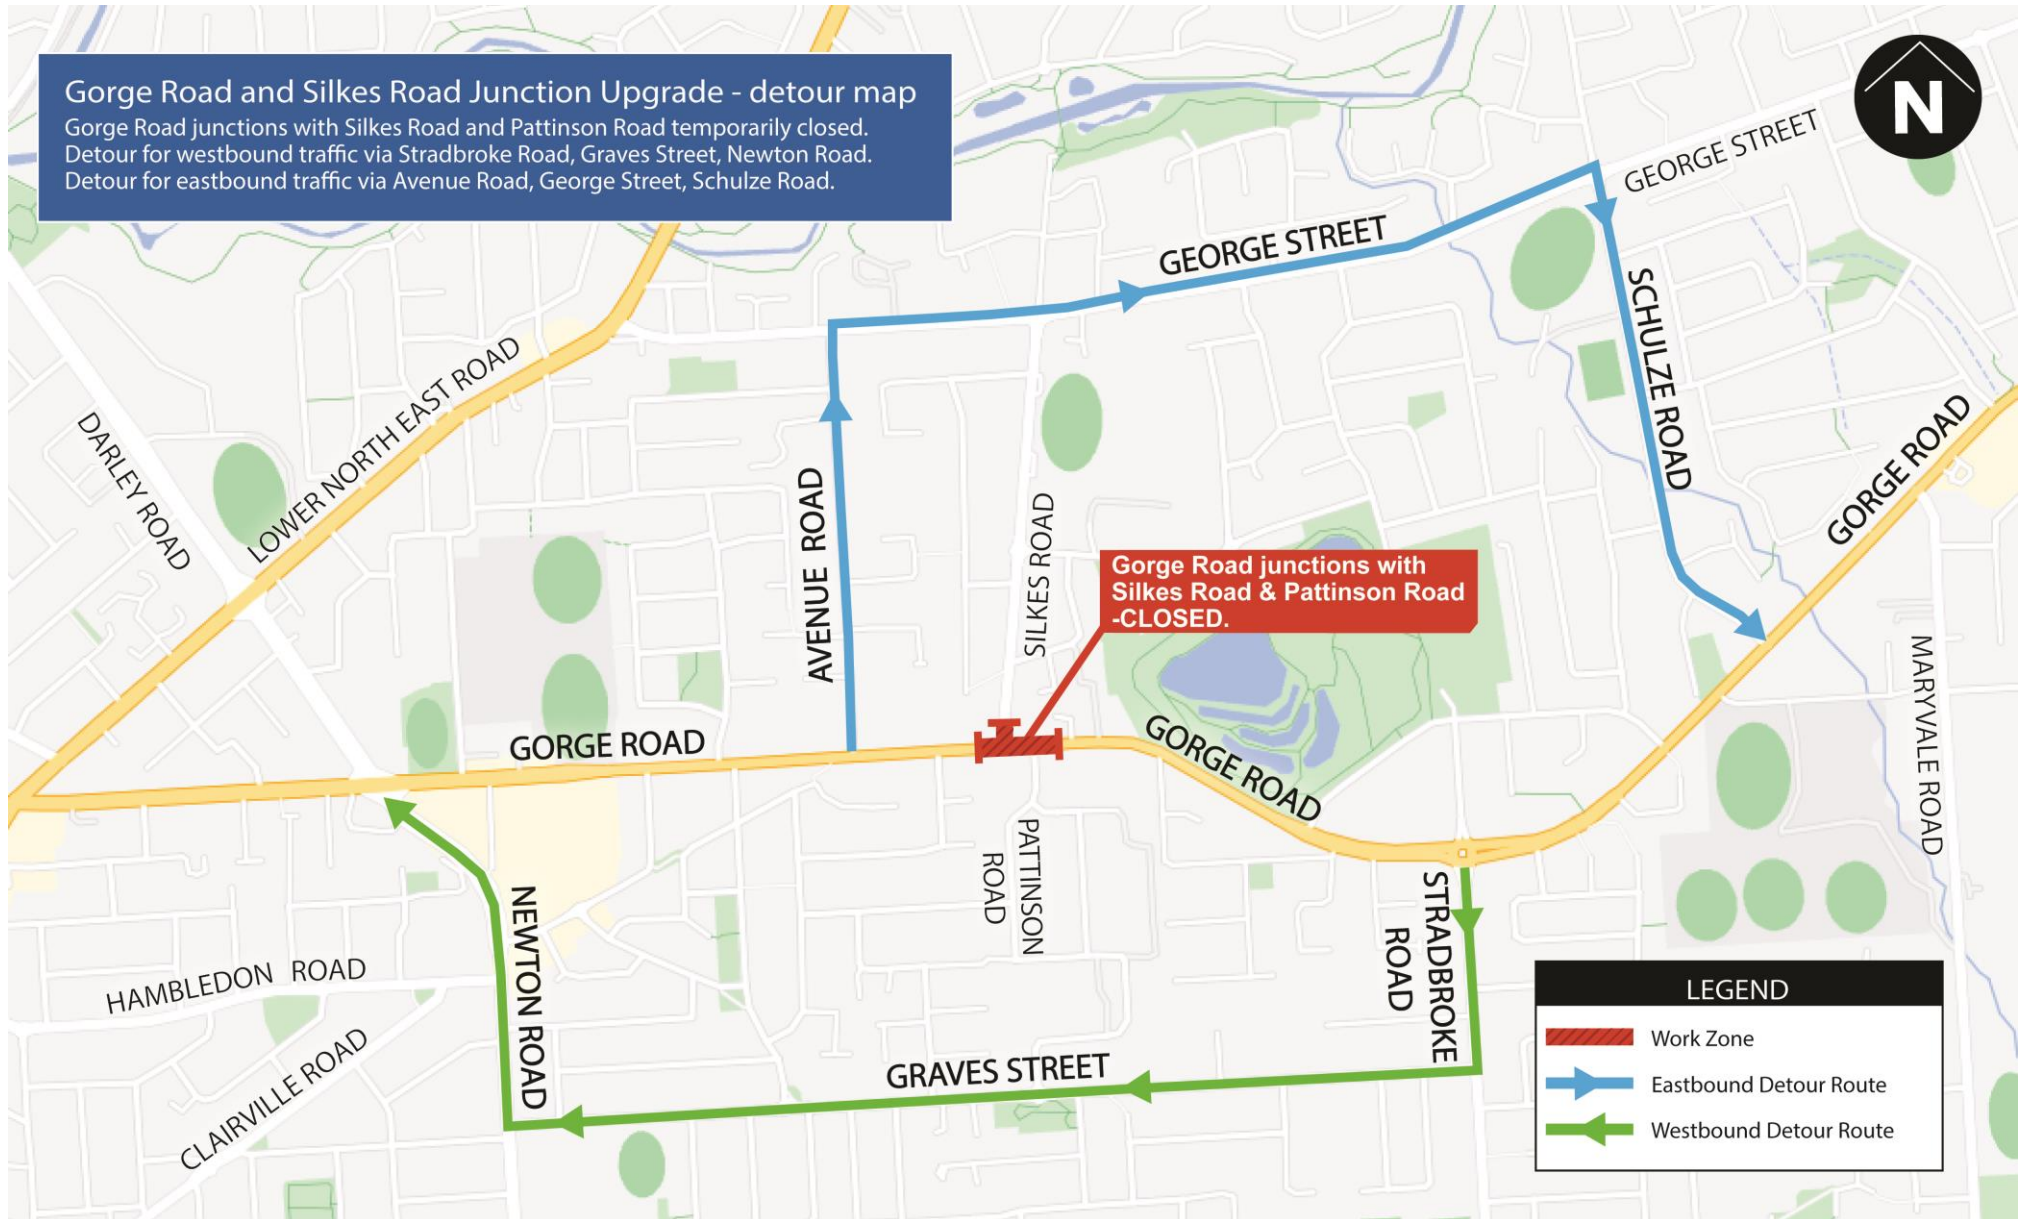 Gorge Road and Silkes Road Junction Upgrade - detour map
Gorge Road junctions with Silkes Road and Pattinson Road temporarily closed.
Detour for westbound traffic via Stradbroke Road, Graves Street, Newton Road.
Detour for eastbound traffic via Avenue Road, George Street, Schulze Road.
N
GEORGE STREET
GEORGE STREET
SCHULZE ROAD
LOWER NORTH EAST ROAD
DARLEY ROAD
AVENUE ROAD
SILKES ROAD
GORGE ROAD
Gorge Road junctions with
Silkes Road & Pattinson Road
-CLOSED.
MARYVALE ROAD
GORGE ROAD
GORGE ROAD
PATTINSON
ROAD
STRADBROKE
ROAD
NEWTON ROAD
HAMBLEDON ROAD
CLAIRVILLE ROAD
GRAVES STREET
LEGEND
Work Zone
Eastbound Detour Route
Westbound Detour Route